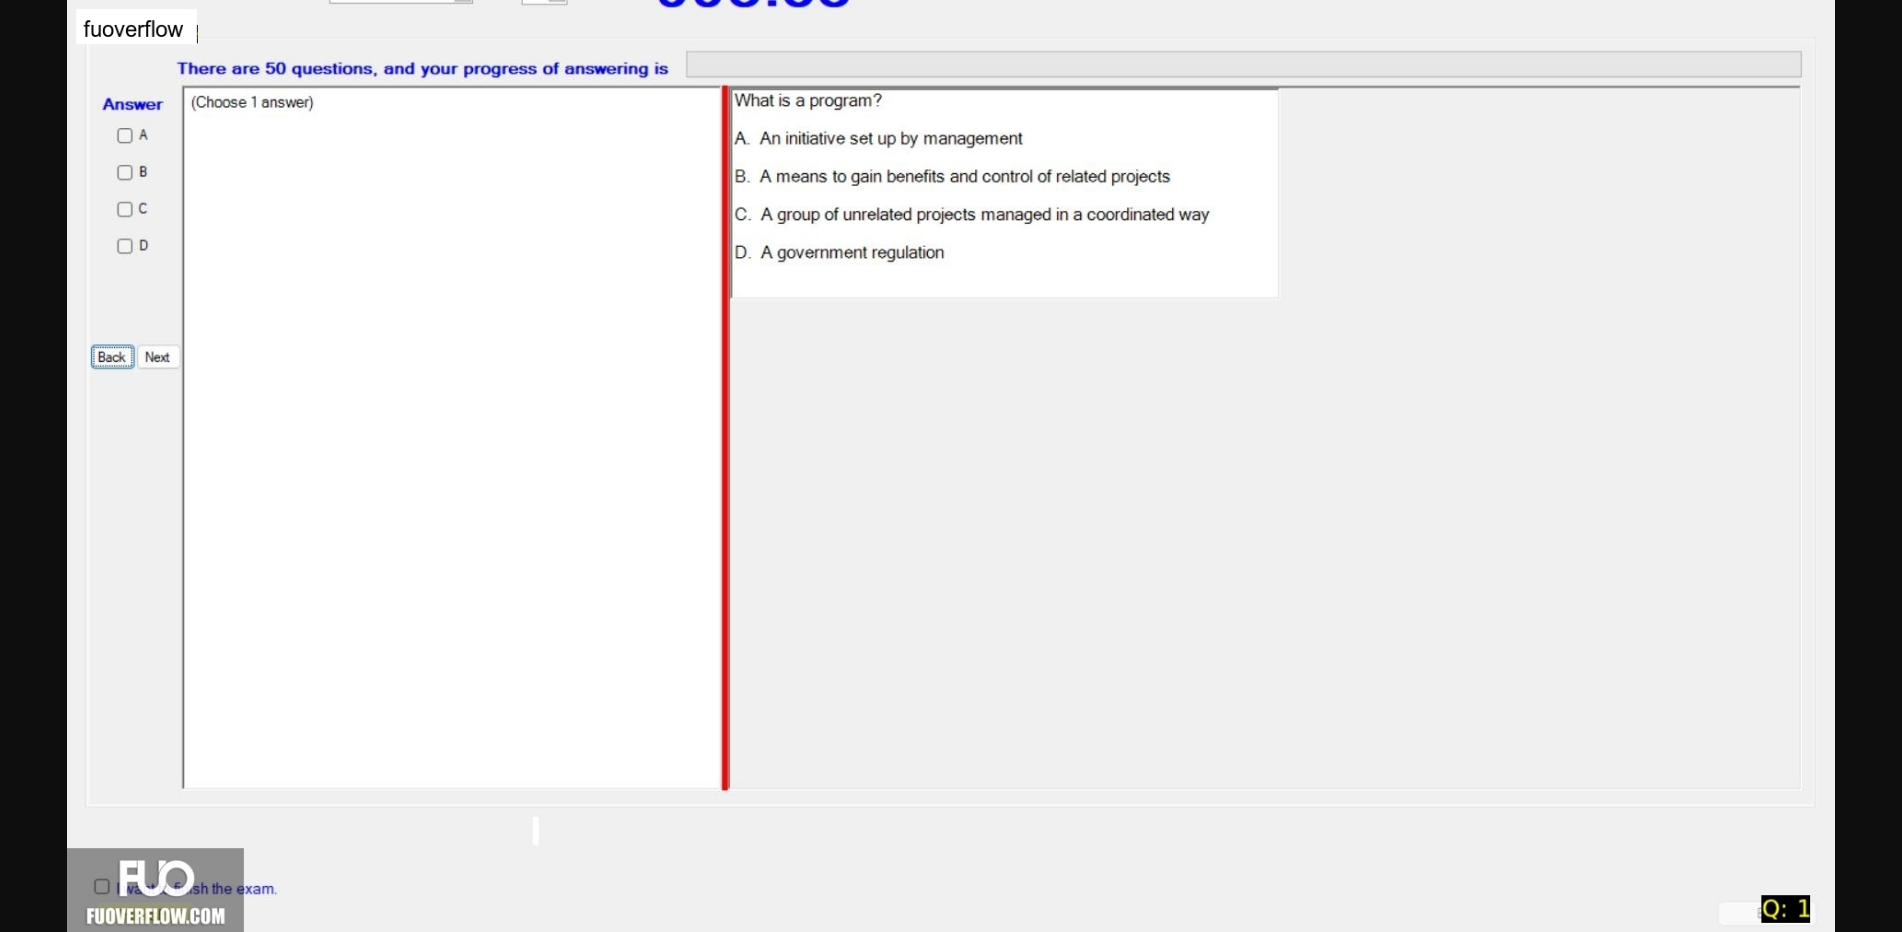 fuoverflow
There are 50 questions, and your progress of answering is
Answer
(Choose 1 answer)
A
B
C
D
Back Next
What is a program?
A. An initiative set up by management
B. A means to gain benefits and control of related projects
C. A group of unrelated projects managed in a coordinated way
D. A government regulation
FUO
the exam.
FUOVERFLOW.COM
Q: 1